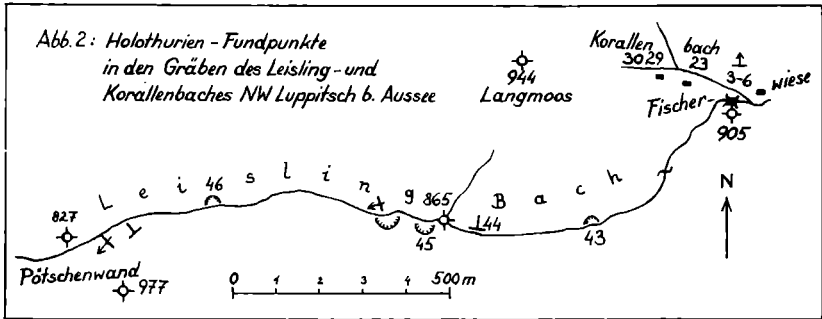 Abb. 2: Holothurien - Fundpunkte
in den Gräben des Leisling - und
Korallenbaches NW Luppitsch b. Aussee
944
Langmoos
Korallen bach
30 29 23 3-6
Wiese
Fischer
905
Leisling Bach
46
865
827
44
45
43
N
Pötschenwand
977
0 1 2 3 4 500 m